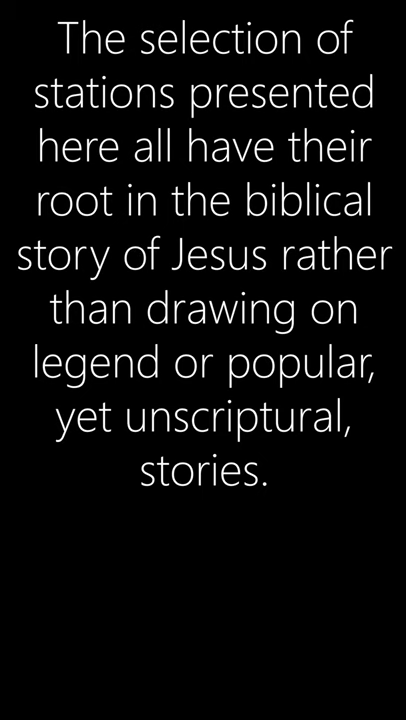 The selection of
stations presented
here all have their
root in the biblical
story of Jesus rather
than drawing on
legend or popular,
yet unscriptural,
stories.